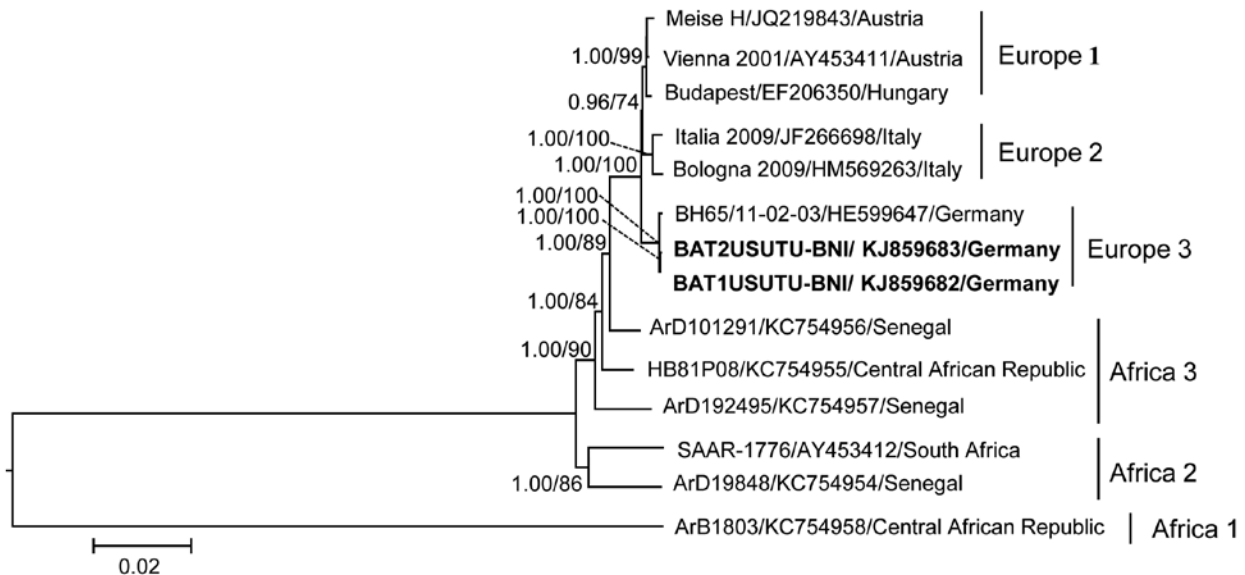 Meise H/JQ219843/Austria
1.00/99
Vienna 2001/AY453411/Austria
Europe 1
Budapest/EF206350/Hungary
0.96/74
Italia 2009/JF266698/Italy
1.00/100
Europe 2
1.00/100
Bologna 2009/HM569263/Italy
1.00/100
BH65/11-02-03/HE599647/Germany
1.00/100
1.00/89
BAT2USUTU-BNI/ KJ859683/Germany
Europe 3
BAT1USUTU-BNI/ KJ859682/Germany
1.00/84
ArD101291/KC754956/Senegal
1.00/90
HB81P08/KC754955/Central African Republic
Africa 3
ArD192495/KC754957/Senegal
SAAR-1776/AY453412/South Africa
Africa 2
1.00/86
ArD19848/KC754954/Senegal
ArB1803/KC754958/Central African Republic
Africa 1
0.02